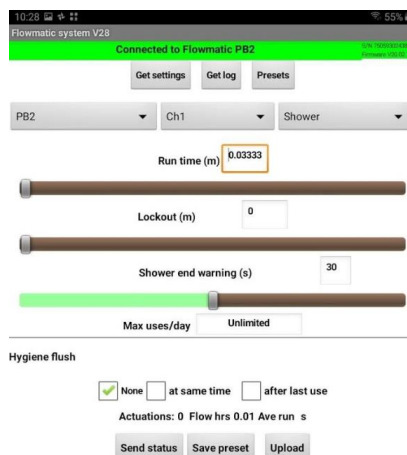 10:28 55%
Flowmatic system V28
Connected to Flowmatic PB2
Get settings Get log Presets
PB2 Ch1 Shower
Run time (m) 0.03333
Lockout (m) 0
Shower end warning (s) 30
Max uses/day Unlimited
Hygiene flush
None at same time after last use
Actuations: 0 Flow hrs 0.01 Ave run s
Send status Save preset Upload